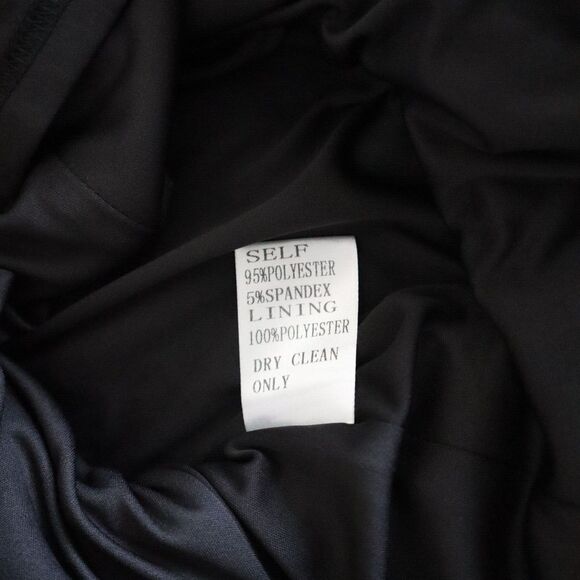 SELF
95%POLYESTER
5%SPANDEX
LINING
100%POLYESTER
DRY CLEAN
ONLY